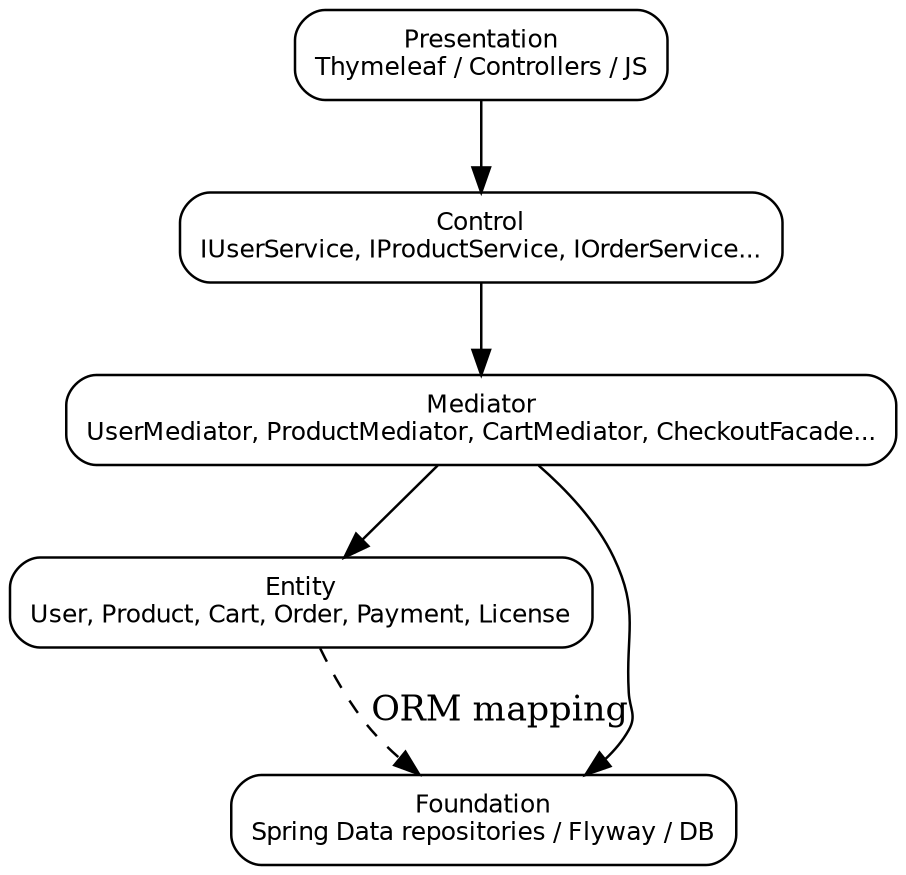 Presentation
Thymeleaf / Controllers / JS
Control
IUserService, IProductService, IOrderService...
Mediator
UserMediator, ProductMediator, CartMediator, CheckoutFacade...
Entity
User, Product, Cart, Order, Payment, License
ORM mapping
Foundation
Spring Data repositories / Flyway / DB